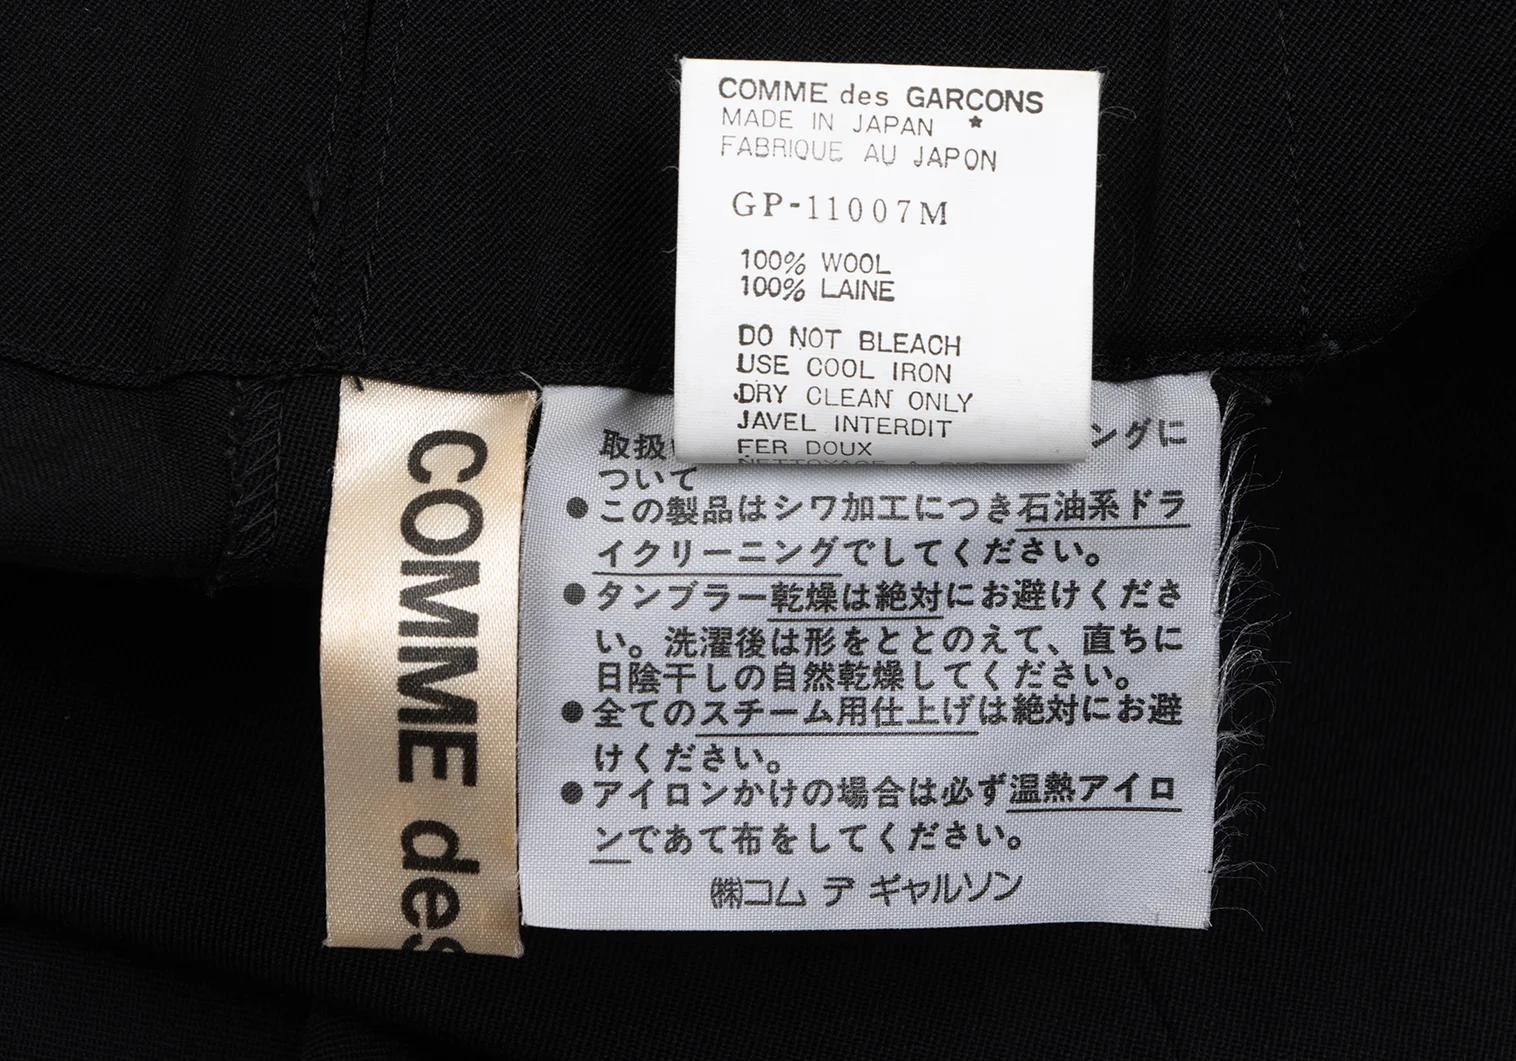 COMME des GARCONS
MADE IN JAPAN ★
FABRIQUE AU JAPON
GP-11007M
100% WOOL
100% LAINE
DO NOT BLEACH
USE COOL IRON
DRY CLEAN ONLY
JAVEL INTERDIT
FER DOUX
NETTOYAGE A SEC
COMME des
取扱 ングに
ついて
●この製品はシワ加工につき石油系ドラ
イクリーニングでしてください。
●タンブラー乾燥は絶対にお避けくださ
い。洗濯後は形をととのえて、直ちに
日陰干しの自然乾燥してください。
●全てのスチーム用仕上げは絶対にお避
けください。
●アイロンかけの場合は必ず温熱アイロ
ンであて布をしてください。
㈱コム デ ギャルソン